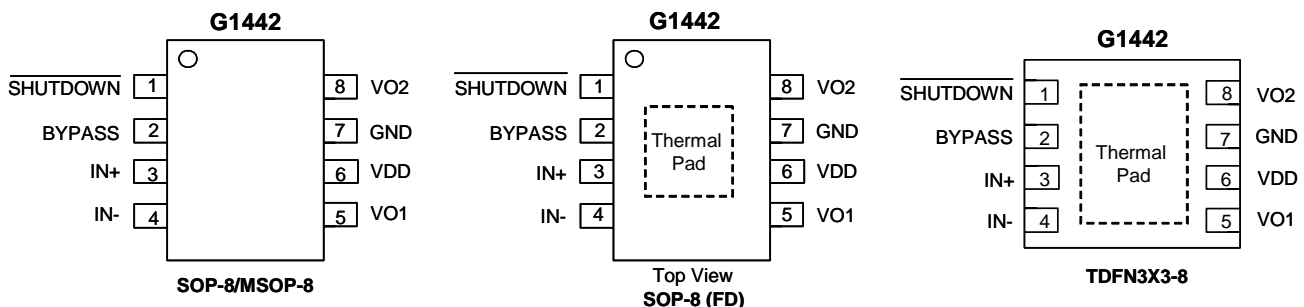 G1442
SHUTDOWN 1 8 VO2
BYPASS 2 7 GND
IN+ 3 6 VDD
IN- 4 5 VO1
SOP-8/MSOP-8
G1442
SHUTDOWN 1 8 VO2
BYPASS 2 7 GND
IN+ 3 6 VDD
IN- 4 5 VO1
Thermal
Pad
Top View
SOP-8 (FD)
G1442
SHUTDOWN 1 8 VO2
BYPASS 2 7 GND
IN+ 3 6 VDD
IN- 4 5 VO1
Thermal
Pad
TDFN3X3-8